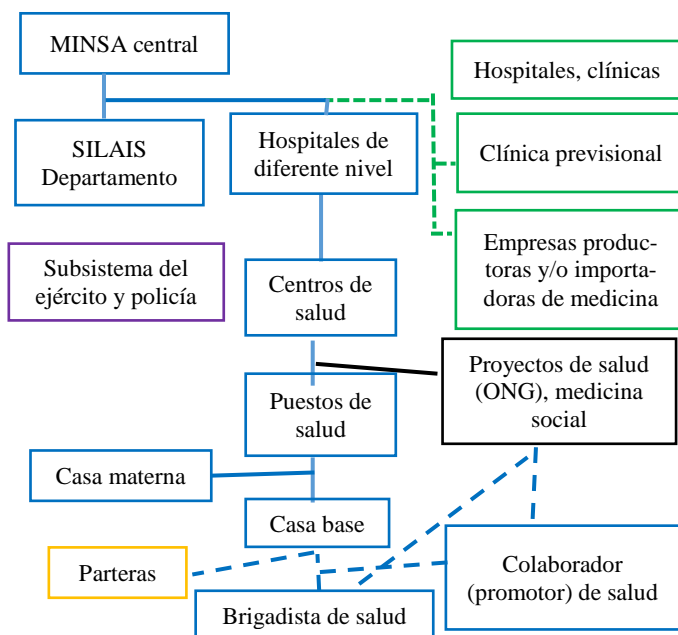 MINSA central
Hospitales, clínicas
SILAIS
Departamento
Hospitales de
diferente nivel
Clínica previsional
Subsistema del
ejército y policía
Centros de
salud
Empresas produc-
toras y/o importa-
doras de medicina
Proyectos de salud
(ONG), medicina
social
Puestos de
salud
Casa materna
Casa base
Parteras
Colaborador
(promotor) de salud
Brigadista de salud